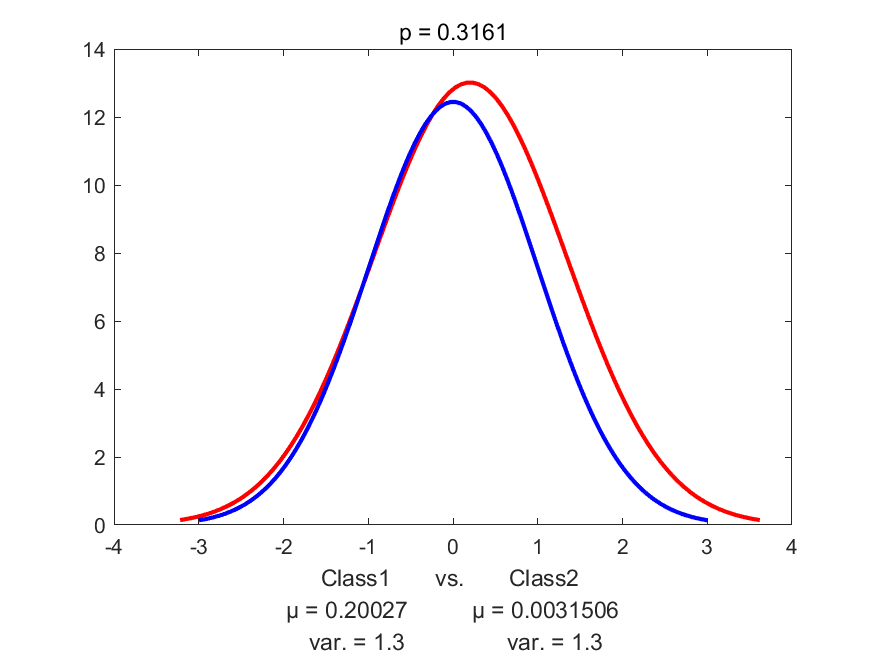 p = 0.3161
14
12
10
8
6
4
2
0
-4 -3 -2 -1 0 1 2 3 4
Class1 vs. Class2
μ = 0.20027 μ = 0.0031506
var. = 1.3 var. = 1.3